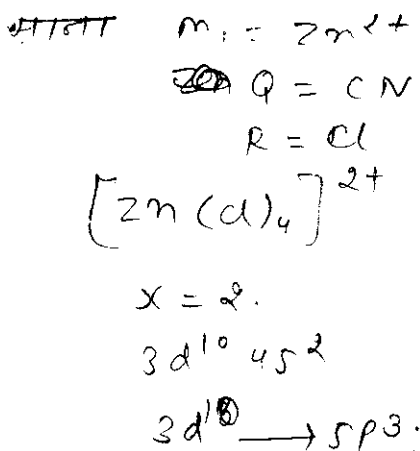 माना M. = Zn²⁺
Q = CN
R = Cl
[Zn(Cl)₄]²⁺
x = 2.
3d¹⁰ 4s²
3d¹⁰ → sp3.